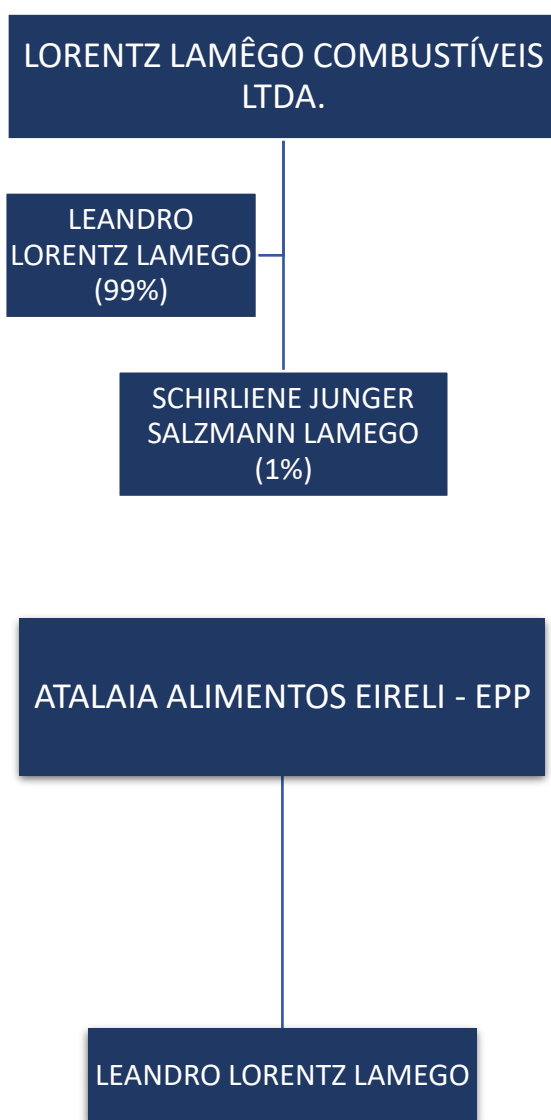 LORENTZ LAMÊGO COMBUSTÍVEIS
LTDA.
LEANDRO
LORENTZ LAMEGO
(99%)
SCHIRLIENE JUNGER
SALZMANN LAMEGO
(1%)
ATALAIA ALIMENTOS EIRELI - EPP
LEANDRO LORENTZ LAMEGO